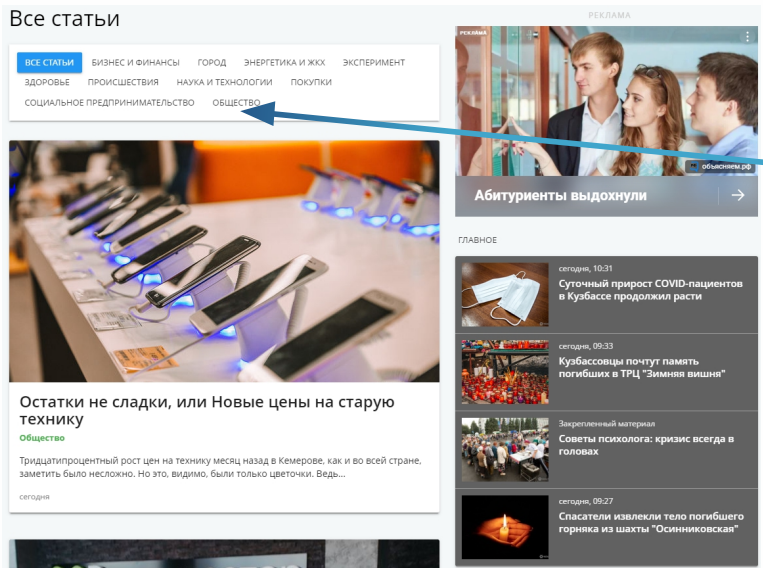 Все статьи
ВСЕ СТАТЬИ БИЗНЕС И ФИНАНСЫ ГОРОД ЭНЕРГЕТИКА И ЖКХ ЭКСПЕРИМЕНТ
ЗДОРОВЬЕ ПРОИСШЕСТВИЯ НАУКА И ТЕХНОЛОГИИ ПОКУПКИ
СОЦИАЛЬНОЕ ПРЕДПРИНИМАТЕЛЬСТВО ОБЩЕСТВО
Остатки не сладки, или Новые цены на старую
технику
Общество
Тридцатипроцентный рост цен на технику месяц назад в Кемерове, как и во всей стране,
заметить было несложно. Но это, видимо, были только цветочки. Ведь...
сегодня
РЕКЛАМА
РЕКЛАМА
объясняем.рф
Абитуриенты выдохнули
ГЛАВНОЕ
сегодня, 10:31
Суточный прирост COVID-пациентов
в Кузбассе продолжил расти
сегодня, 09:33
Кузбассовцы почтут память
погибших в ТРЦ "Зимняя вишня"
Закрепленный материал
Советы психолога: кризис всегда в
головах
сегодня, 09:27
Спасатели извлекли тело погибшего
горняка из шахты "Осинниковская"